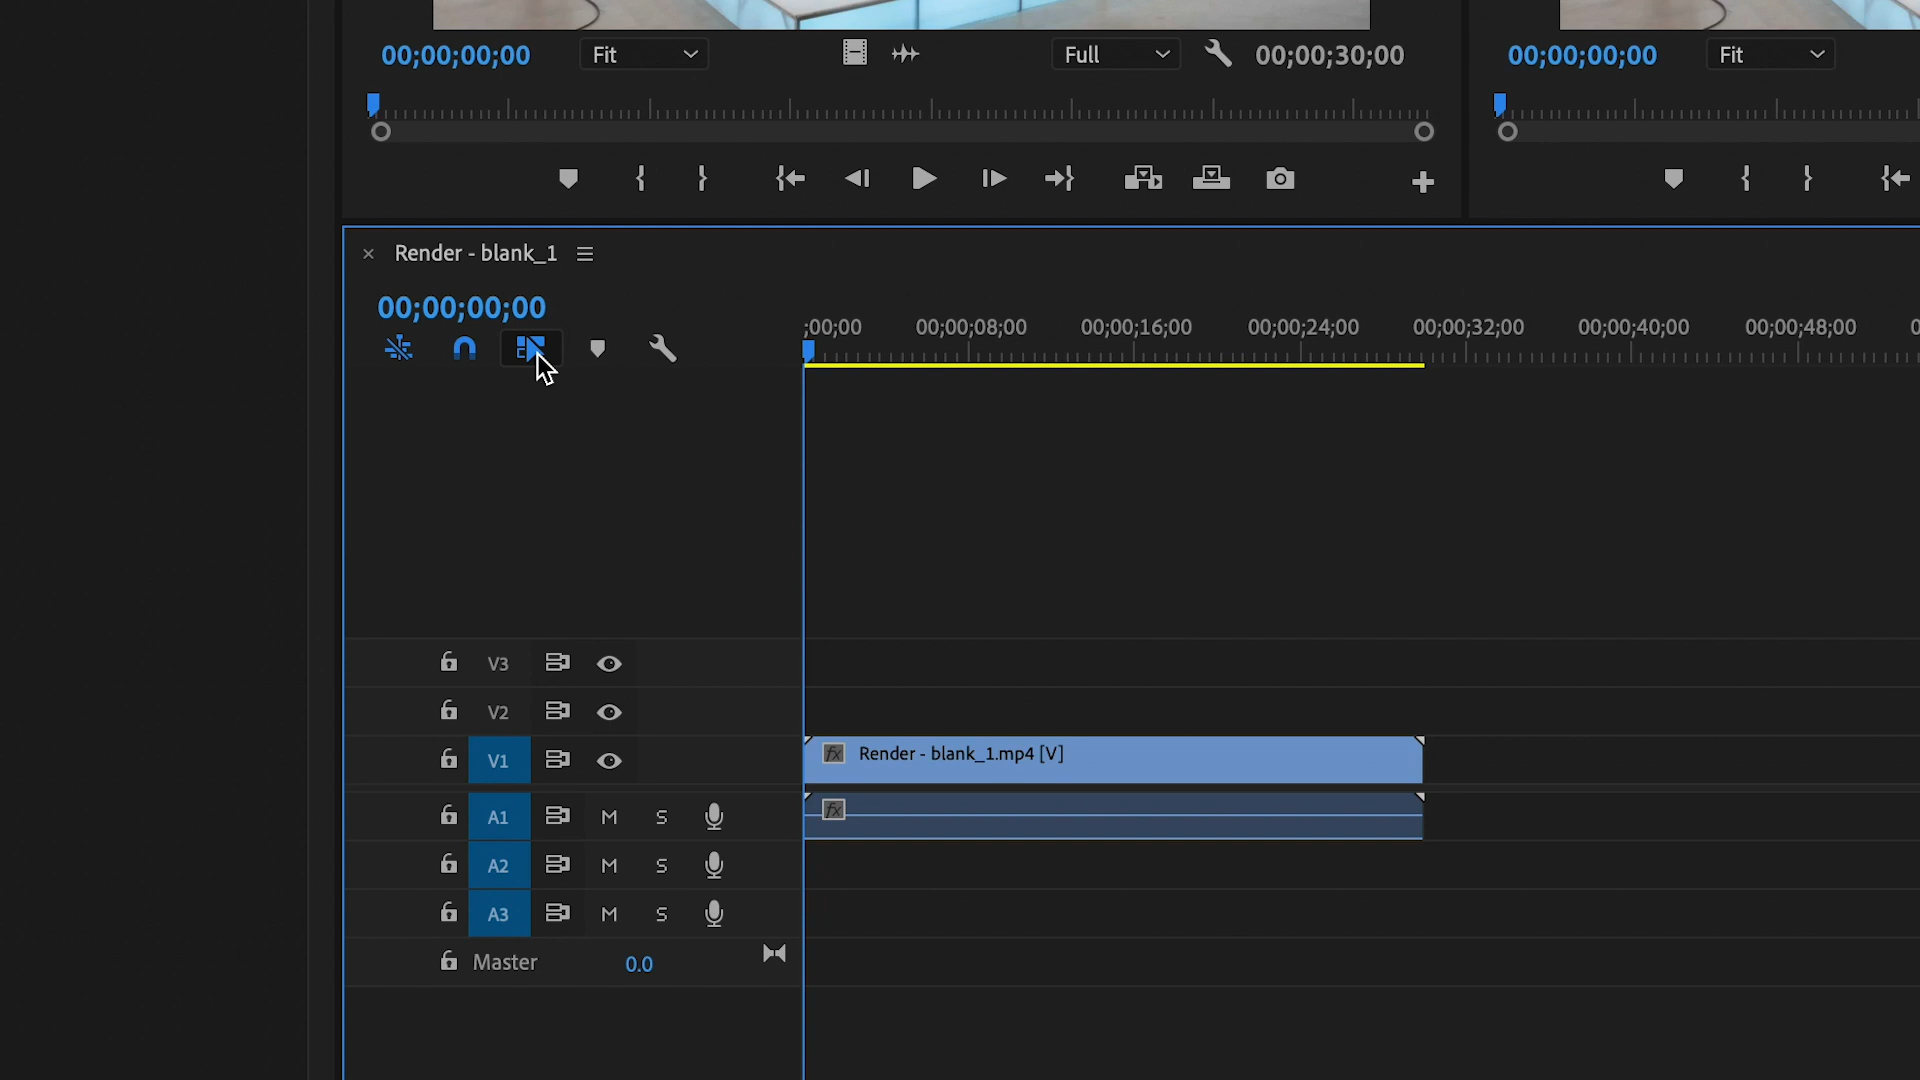 00;00;00;00 Fit Full 00;00;30;00 00;00;00;00 Fit
Render - blank_1
00;00;00;00
;00;00 00;00;08;00 00;00;16;00 00;00;24;00 00;00;32;00 00;00;40;00 00;00;48;00 0
V3
V2
V1 fx Render - blank_1.mp4 [V]
A1 M S fx
A2 M S
A3 M S
Master 0.0